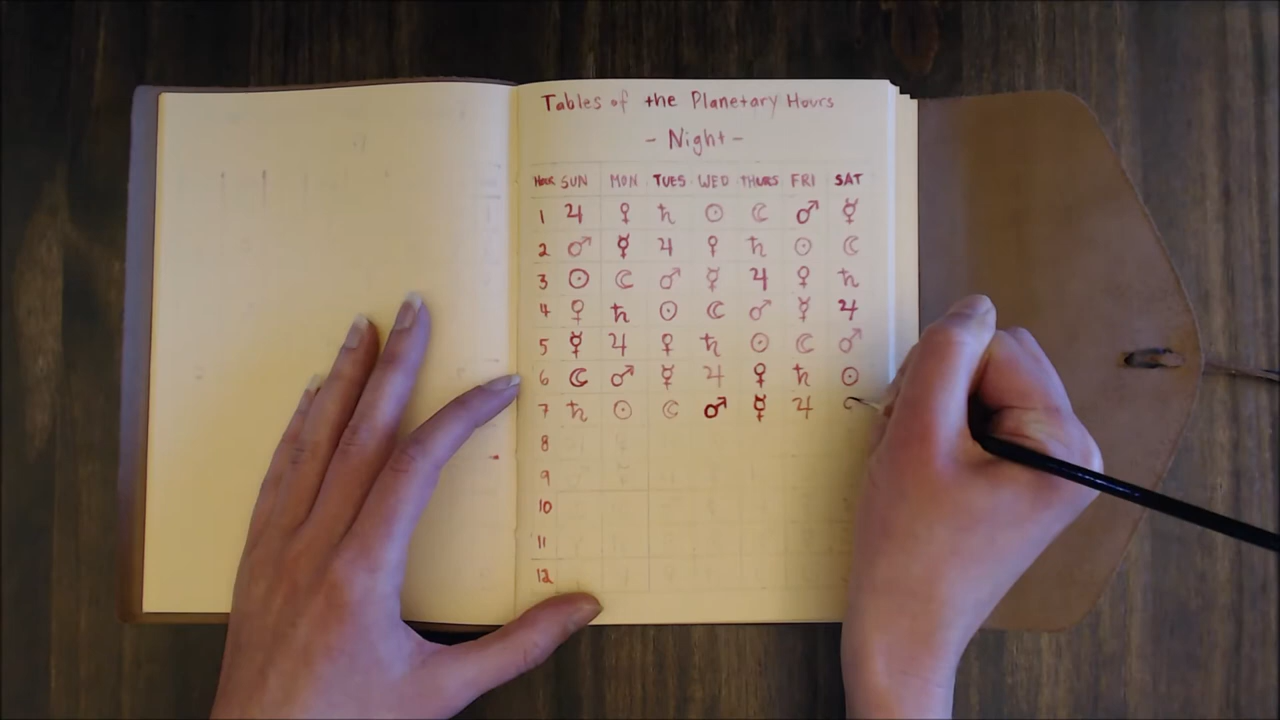 Tables of the Planetary Hours
- Night -
Hour SUN MON TUES WED THURS FRI SAT
1 ♃ ♀ ♄ ☉ ☾ ♂ ☿
2 ♂ ☿ ♃ ♀ ♄ ☉ ☾
3 ☉ ☾ ♂ ☿ ♃ ♀ ♄
4 ♀ ♄ ☉ ☾ ♂ ☿ ♃
5 ☿ ♃ ♀ ♄ ☉ ☾ ♂
6 ☾ ♂ ☿ ♃ ♀ ♄ ☉
7 ♄ ☉ ☾ ♂ ☿ ♃
8
9
10
11
12